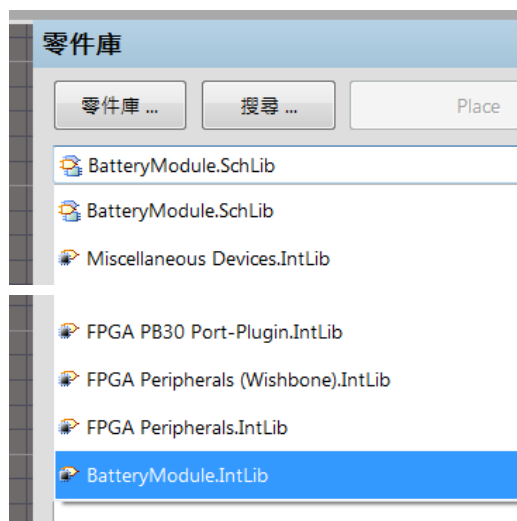 零件庫
零件庫 ... 搜尋 ... Place
BatteryModule.SchLib
BatteryModule.SchLib
Miscellaneous Devices.IntLib
FPGA PB30 Port-Plugin.IntLib
FPGA Peripherals (Wishbone).IntLib
FPGA Peripherals.IntLib
BatteryModule.IntLib